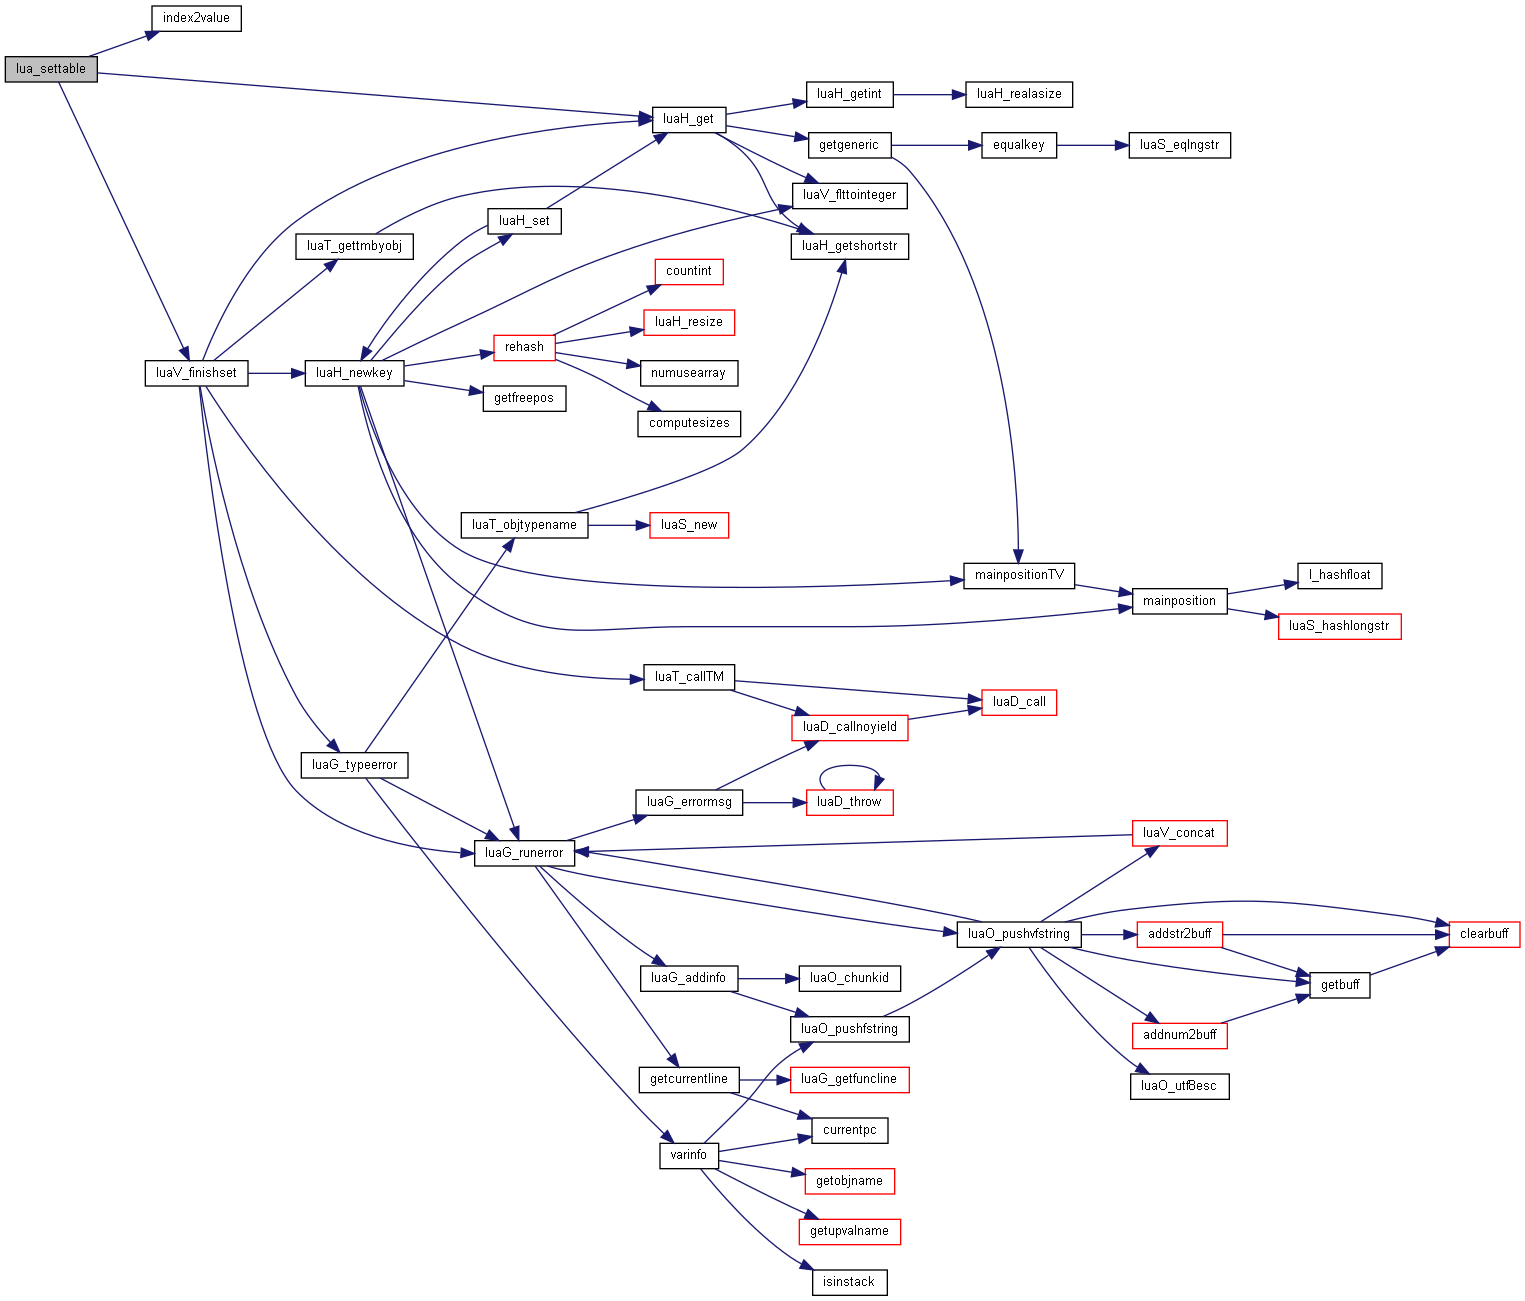 index2value
lua_settable
luaH_getint
luaH_realasize
luaH_get
getgeneric
equalkey
luaS_eqlngstr
luaV_flttointeger
luaH_set
luaT_gettmbyobj
luaH_getshortstr
countint
luaH_resize
rehash
luaV_finishset
luaH_newkey
numusearray
getfreepos
computesizes
luaT_objtypename
luaS_new
mainpositionTV
l_hashfloat
mainposition
luaS_hashlongstr
luaT_callTM
luaD_call
luaD_callnoyield
luaG_typeerror
luaG_errormsg
luaD_throw
luaV_concat
luaG_runerror
luaO_pushvfstring
addstr2buff
clearbuff
luaG_addinfo
luaO_chunkid
getbuff
luaO_pushfstring
addnum2buff
getcurrentline
luaG_getfuncline
luaO_utf8esc
currentpc
varinfo
getobjname
getupvalname
isinstack